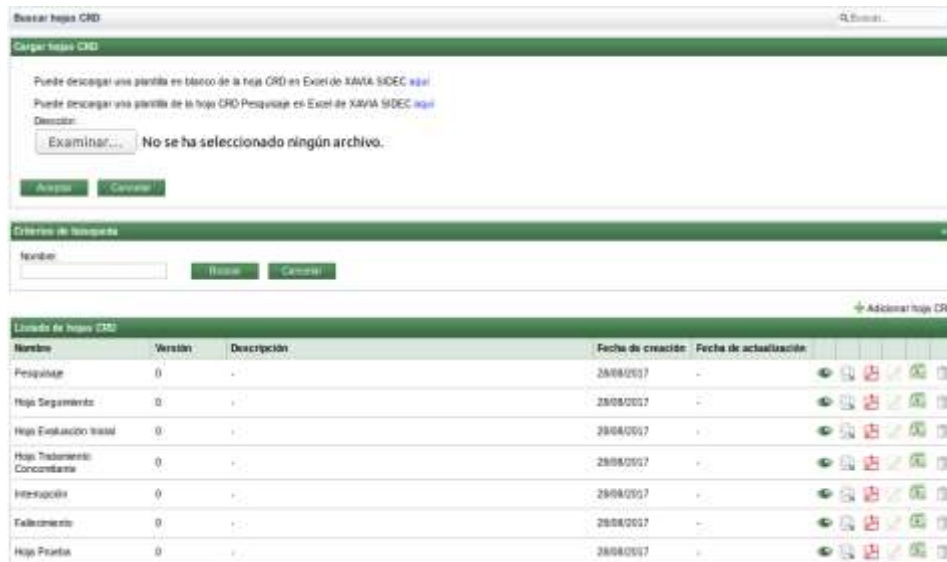 Buscar hojas CRD
Buscar...
Cargar hojas CRD
Puede descargar una plantilla en blanco de la hoja CRD en Excel de XAVIA SIDEC aquí
Puede descargar una plantilla de la hoja CRD Pesquisaje en Excel de XAVIA SIDEC aquí
Dirección:
Examinar... No se ha seleccionado ningún archivo.
Aceptar Cancelar
Criterios de búsqueda
Nombre:
Buscar Cancelar
Adicionar hoja CR
Listado de hojas CRD
Nombre Versión Descripción Fecha de creación Fecha de actualización
Pesquisaje 0 - 28/08/2017 -
Hoja Seguimiento 0 - 28/08/2017 -
Hoja Evaluación Inicial 0 - 28/08/2017 -
Hoja Tratamiento
Concomitante 0 - 28/08/2017 -
Interrupción 0 - 28/08/2017 -
Fallecimiento 0 - 28/08/2017 -
Hoja Prueba 0 - 28/08/2017 -